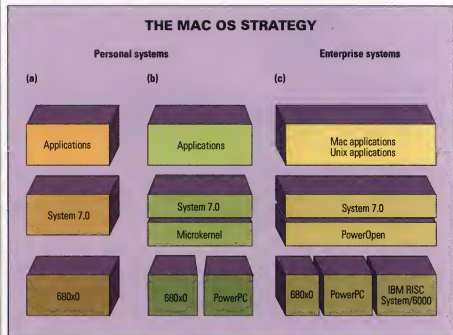 THE MAC OS STRATEGY
Personal systems
Enterprise systems
(a)
(b)
(c)
Applications
Applications
Mac applications
Unix applications
System 7.0
System 7.0
Microkernel
System 7.0
PowerOpen
680x0
680x0
PowerPC
680x0
PowerPC
IBM RISC
System/6000